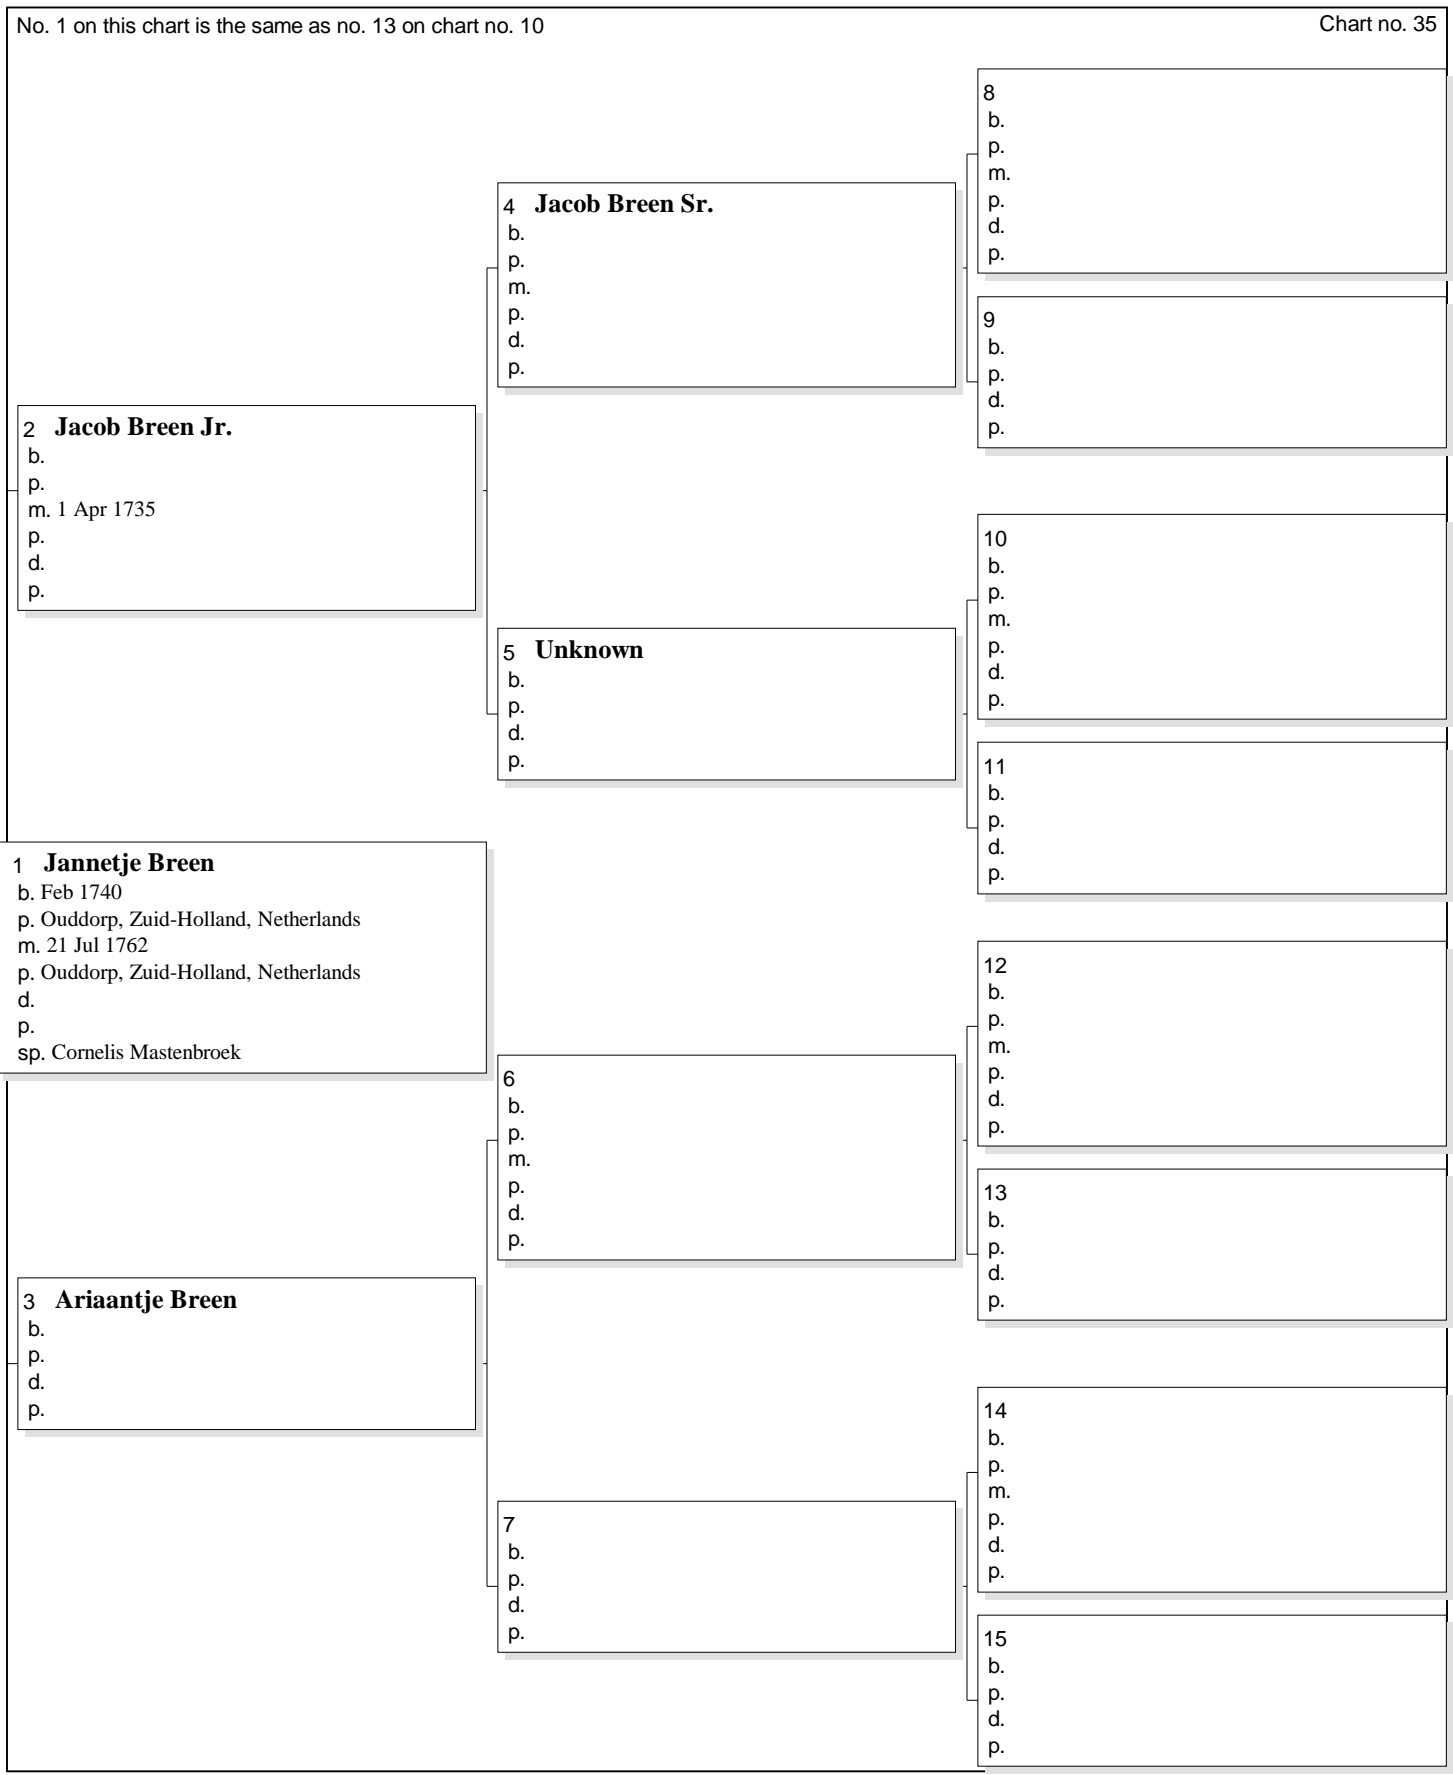 No. 1 on this chart is the same as no. 13 on chart no. 10
Chart no. 35
8
b.
p.
m.
p.
d.
p.
4 Jacob Breen Sr.
b.
p.
m.
p.
d.
p.
9
b.
p.
d.
p.
2 Jacob Breen Jr.
b.
p.
m. 1 Apr 1735
p.
d.
p.
10
b.
p.
m.
p.
d.
p.
5 Unknown
b.
p.
d.
p.
11
b.
p.
d.
p.
1 Jannetje Breen
b. Feb 1740
p. Ouddorp, Zuid-Holland, Netherlands
m. 21 Jul 1762
p. Ouddorp, Zuid-Holland, Netherlands
d.
p.
sp. Cornelis Mastenbroek
12
b.
p.
m.
p.
d.
p.
6
b.
p.
m.
p.
d.
p.
13
b.
p.
d.
p.
3 Ariaantje Breen
b.
p.
d.
p.
14
b.
p.
m.
p.
d.
p.
7
b.
p.
d.
p.
15
b.
p.
d.
p.